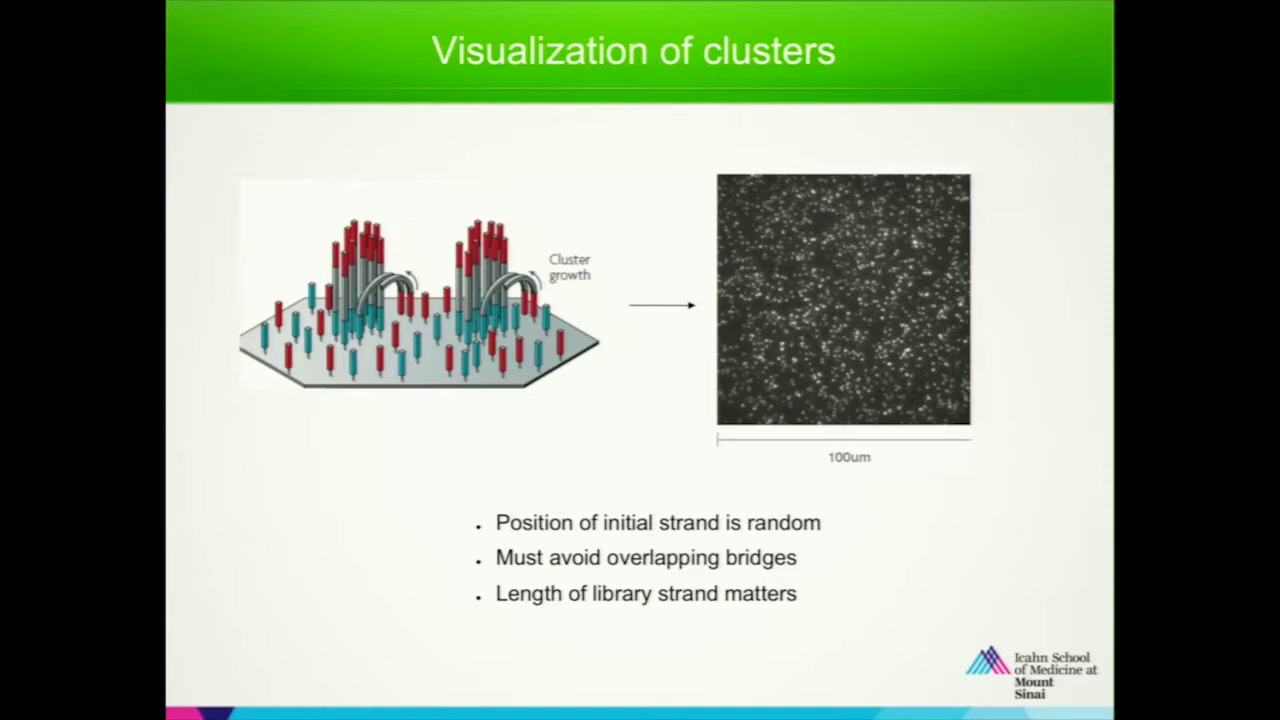 Visualization of clusters
Cluster
growth
100um
Position of initial strand is random
Must avoid overlapping bridges
Length of library strand matters
Icahn School
of Medicine at
Mount
Sinai